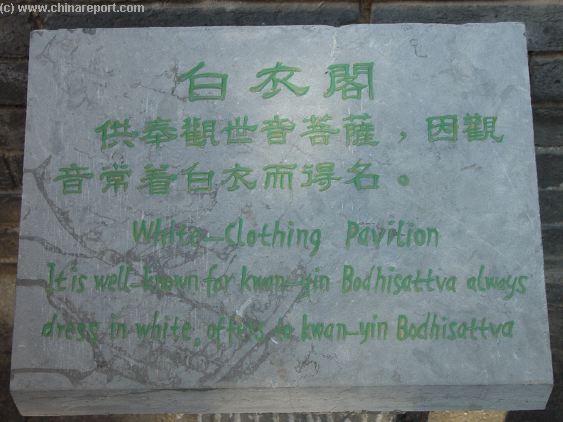 (c) www.chinareport.com
白衣閣
供奉觀世音菩薩，因觀
音常着白衣而得名。
White-Clothing Pavilion
It is well-known for kwan-yin Bodhisattva always
dress in white, offers to kwan-yin Bodhisattva